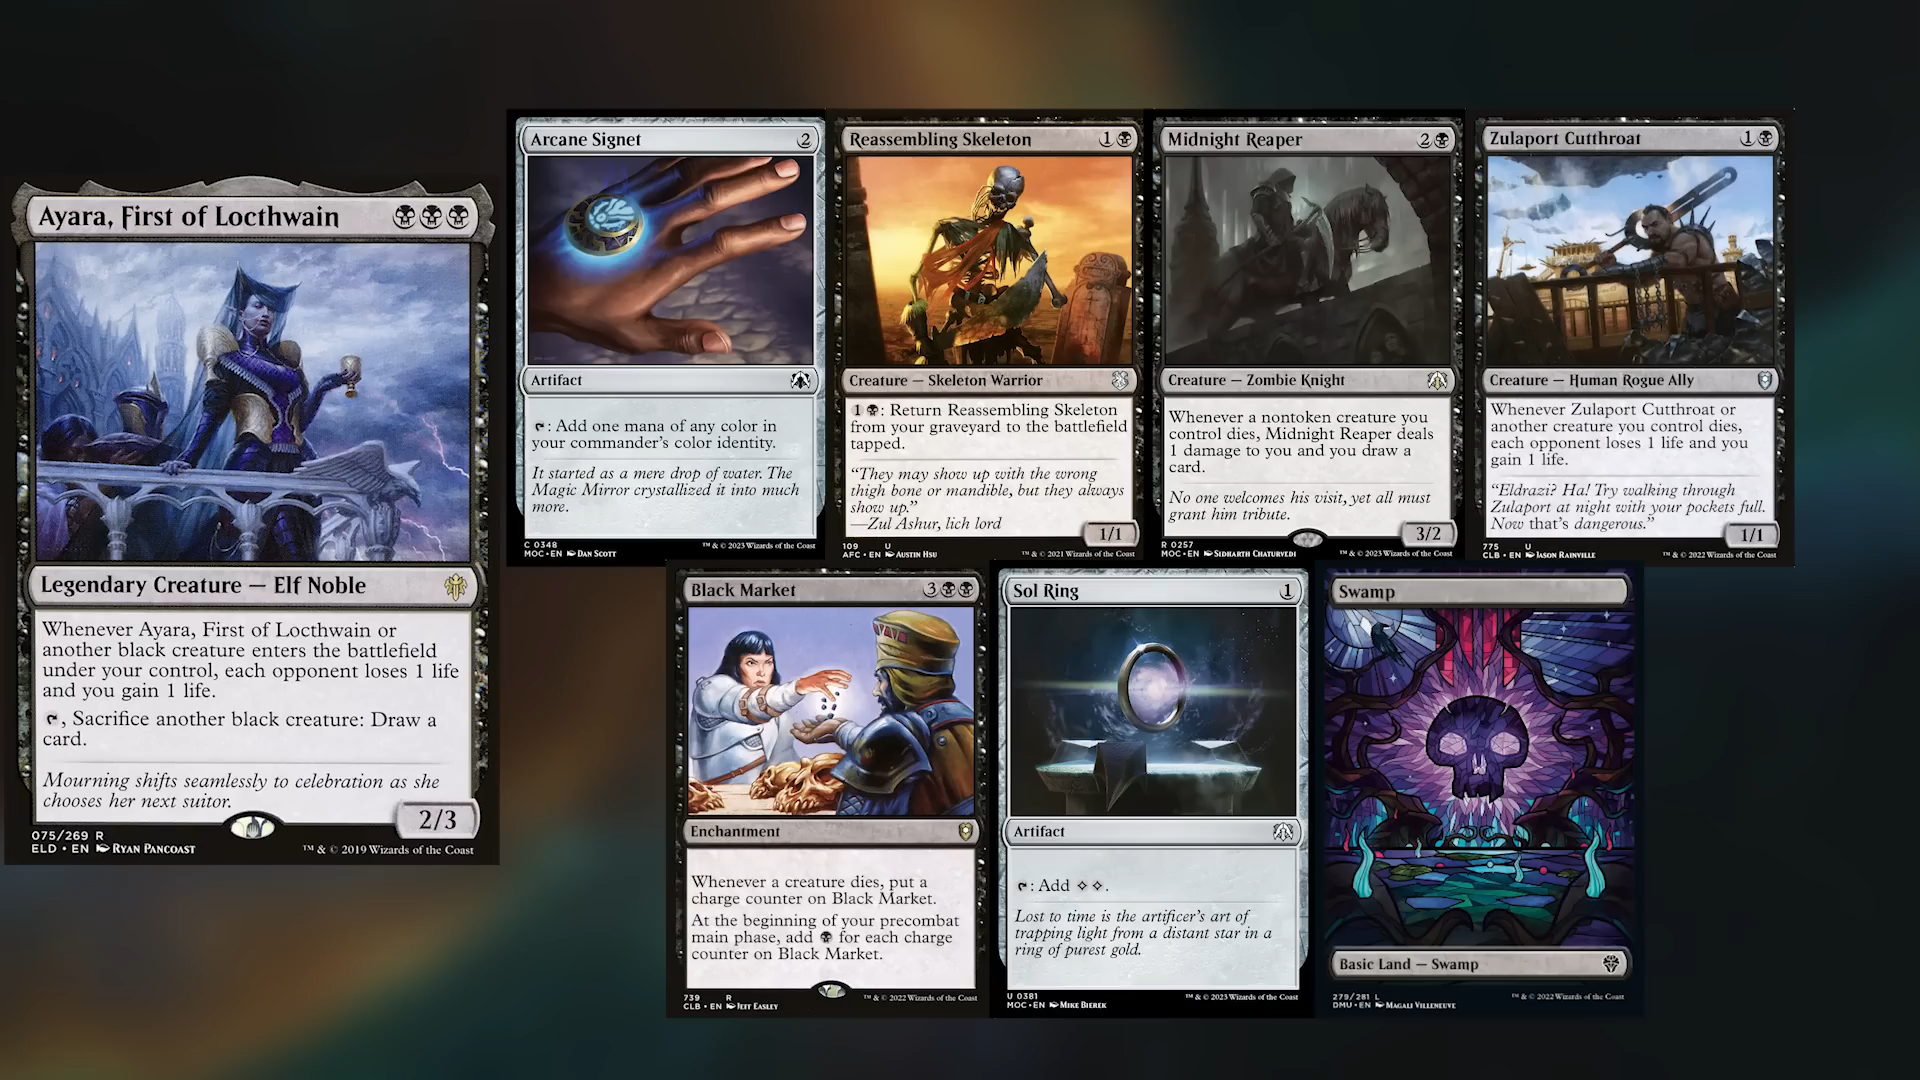 Ayara, First of Locthwain
Legendary Creature — Elf Noble
Whenever Ayara, First of Locthwain or
another black creature enters the battlefield
under your control, each opponent loses 1 life
and you gain 1 life.
, Sacrifice another black creature: Draw a
card.
Mourning shifts seamlessly to celebration as she
chooses her next suitor.
2/3
075/269 R
ELD • EN Ryan Pancoast
™ & © 2019 Wizards of the Coast
Arcane Signet 2
Artifact
: Add one mana of any color in
your commander's color identity.
It started as a mere drop of water. The
Magic Mirror crystallized it into much
more.
C 0348
MOC • EN Dan Scott
™ & © 2023 Wizards of the Coast
Reassembling Skeleton 1
Creature — Skeleton Warrior
1 : Return Reassembling Skeleton
from your graveyard to the battlefield
tapped.
"They may show up with the wrong
thigh bone or mandible, but they always
show up."
—Zul Ashur, lich lord
1/1
109 U
AFC • EN Austin Hsu
™ & © 2021 Wizards of the Coast
Midnight Reaper 2
Creature — Zombie Knight
Whenever a nontoken creature you
control dies, Midnight Reaper deals
1 damage to you and you draw a
card.
No one welcomes his visit, yet all must
grant him tribute.
3/2
R 0257
MOC • EN Sidharth Chaturvedi
™ & © 2023 Wizards of the Coast
Zulaport Cutthroat 1
Creature — Human Rogue Ally
Whenever Zulaport Cutthroat or
another creature you control dies,
each opponent loses 1 life and you
gain 1 life.
"Eldrazi? Ha! Try walking through
Zulaport at night with your pockets full.
Now that's dangerous."
1/1
775 U
CLB • EN Jason Rainville
™ & © 2022 Wizards of the Coast
Black Market 3
Enchantment
Whenever a creature dies, put a
charge counter on Black Market.
At the beginning of your precombat
main phase, add for each charge
counter on Black Market.
739 R
CLB • EN Jeff Easley
™ & © 2022 Wizards of the Coast
Sol Ring 1
Artifact
: Add .
Lost to time is the artificer's art of
trapping light from a distant star in a
ring of purest gold.
U 0381
MOC • EN Mike Bierek
™ & © 2023 Wizards of the Coast
Swamp
Basic Land — Swamp
279/281 L
DMU • EN Magali Villeneuve
™ & © 2022 Wizards of the Coast